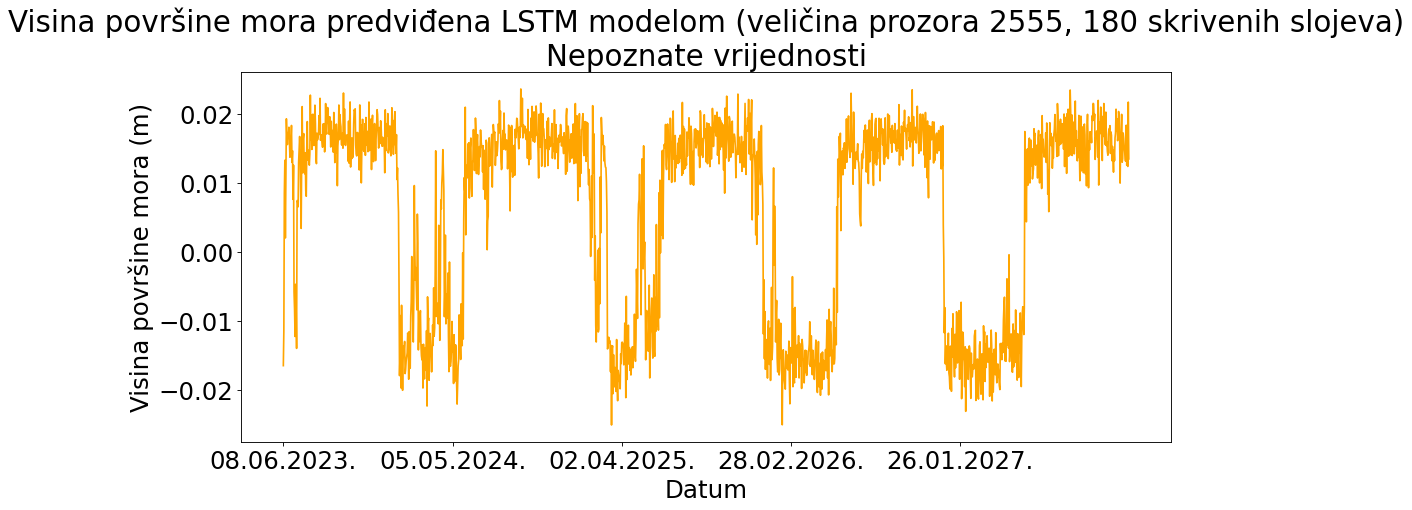 Visina površine mora predviđena LSTM modelom (veličina prozora 2555, 180 skrivenih slojeva)
Nepoznate vrijednosti
Visina površine mora (m)
0.02
0.01
0.00
−0.01
−0.02
08.06.2023. 05.05.2024. 02.04.2025. 28.02.2026. 26.01.2027.
Datum